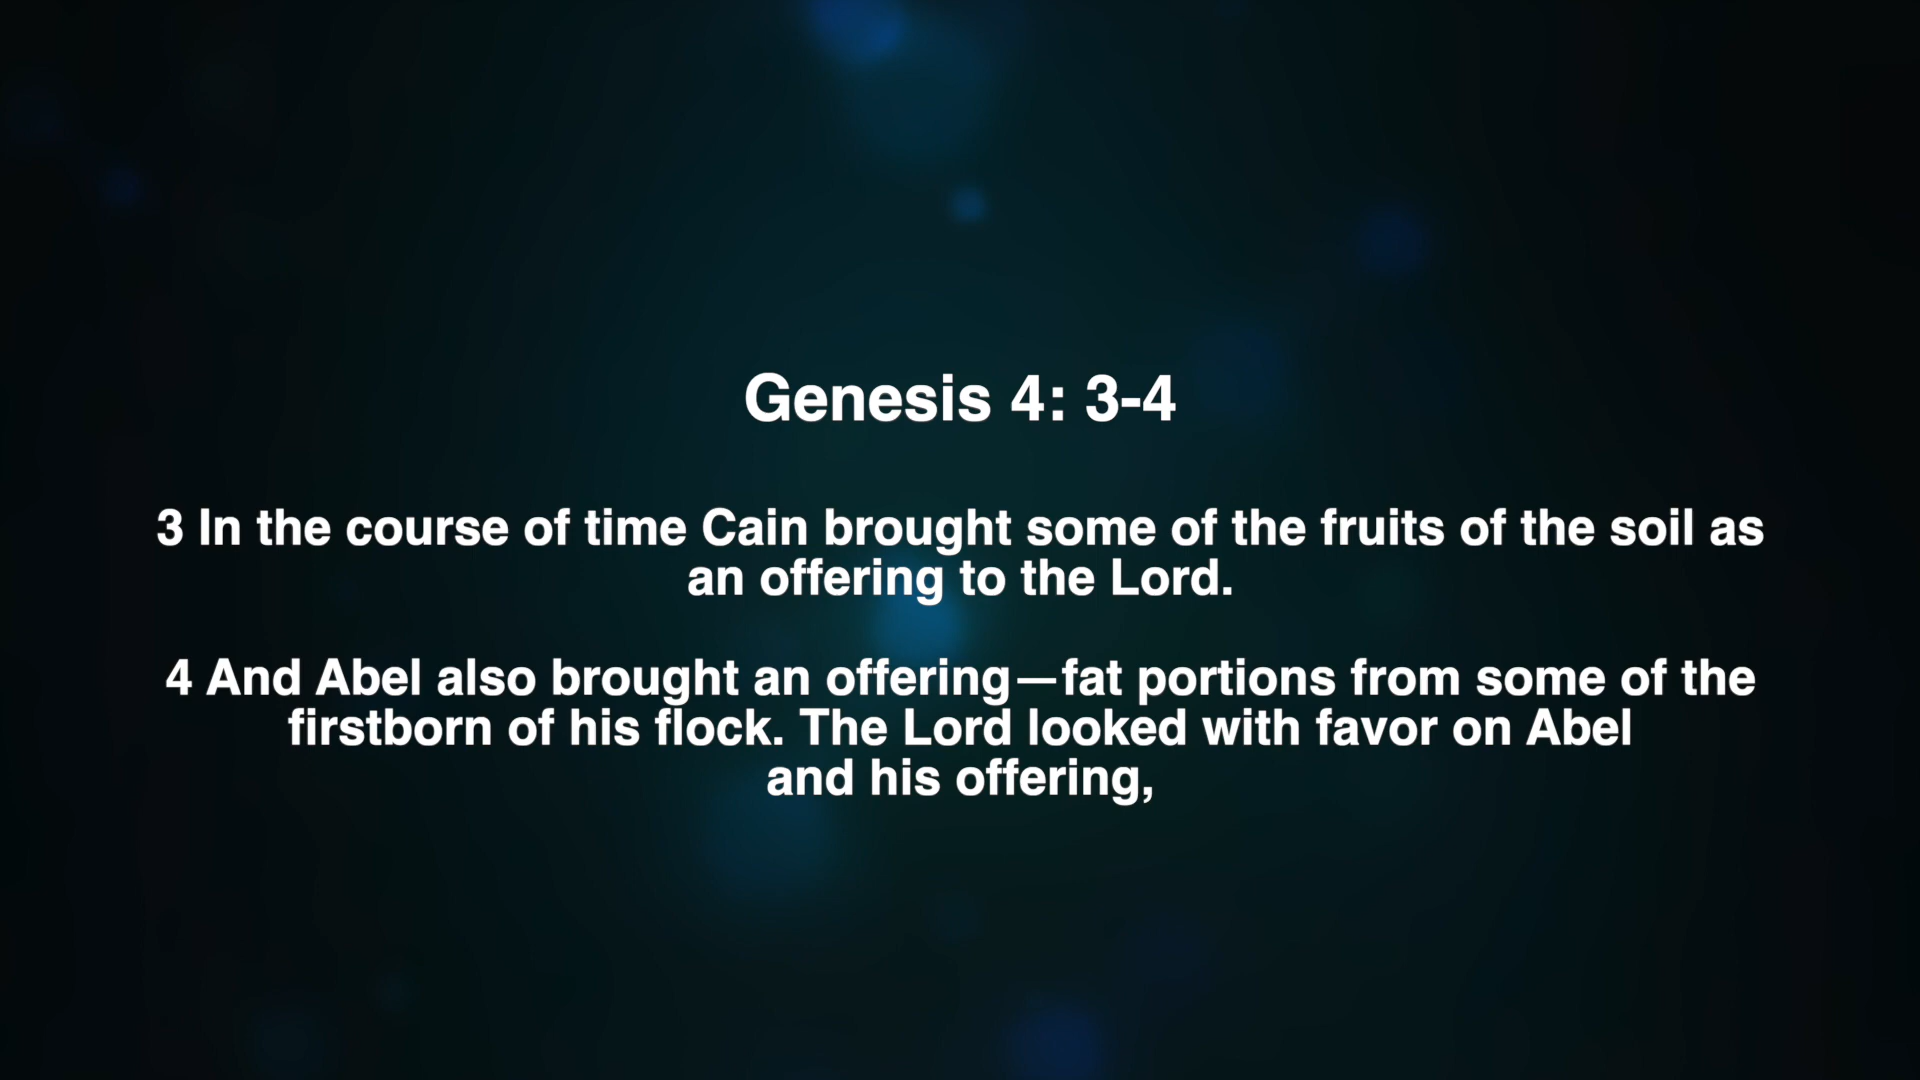 Genesis 4: 3-4
3 In the course of time Cain brought some of the fruits of the soil as
an offering to the Lord.
4 And Abel also brought an offering—fat portions from some of the
firstborn of his flock. The Lord looked with favor on Abel
and his offering,